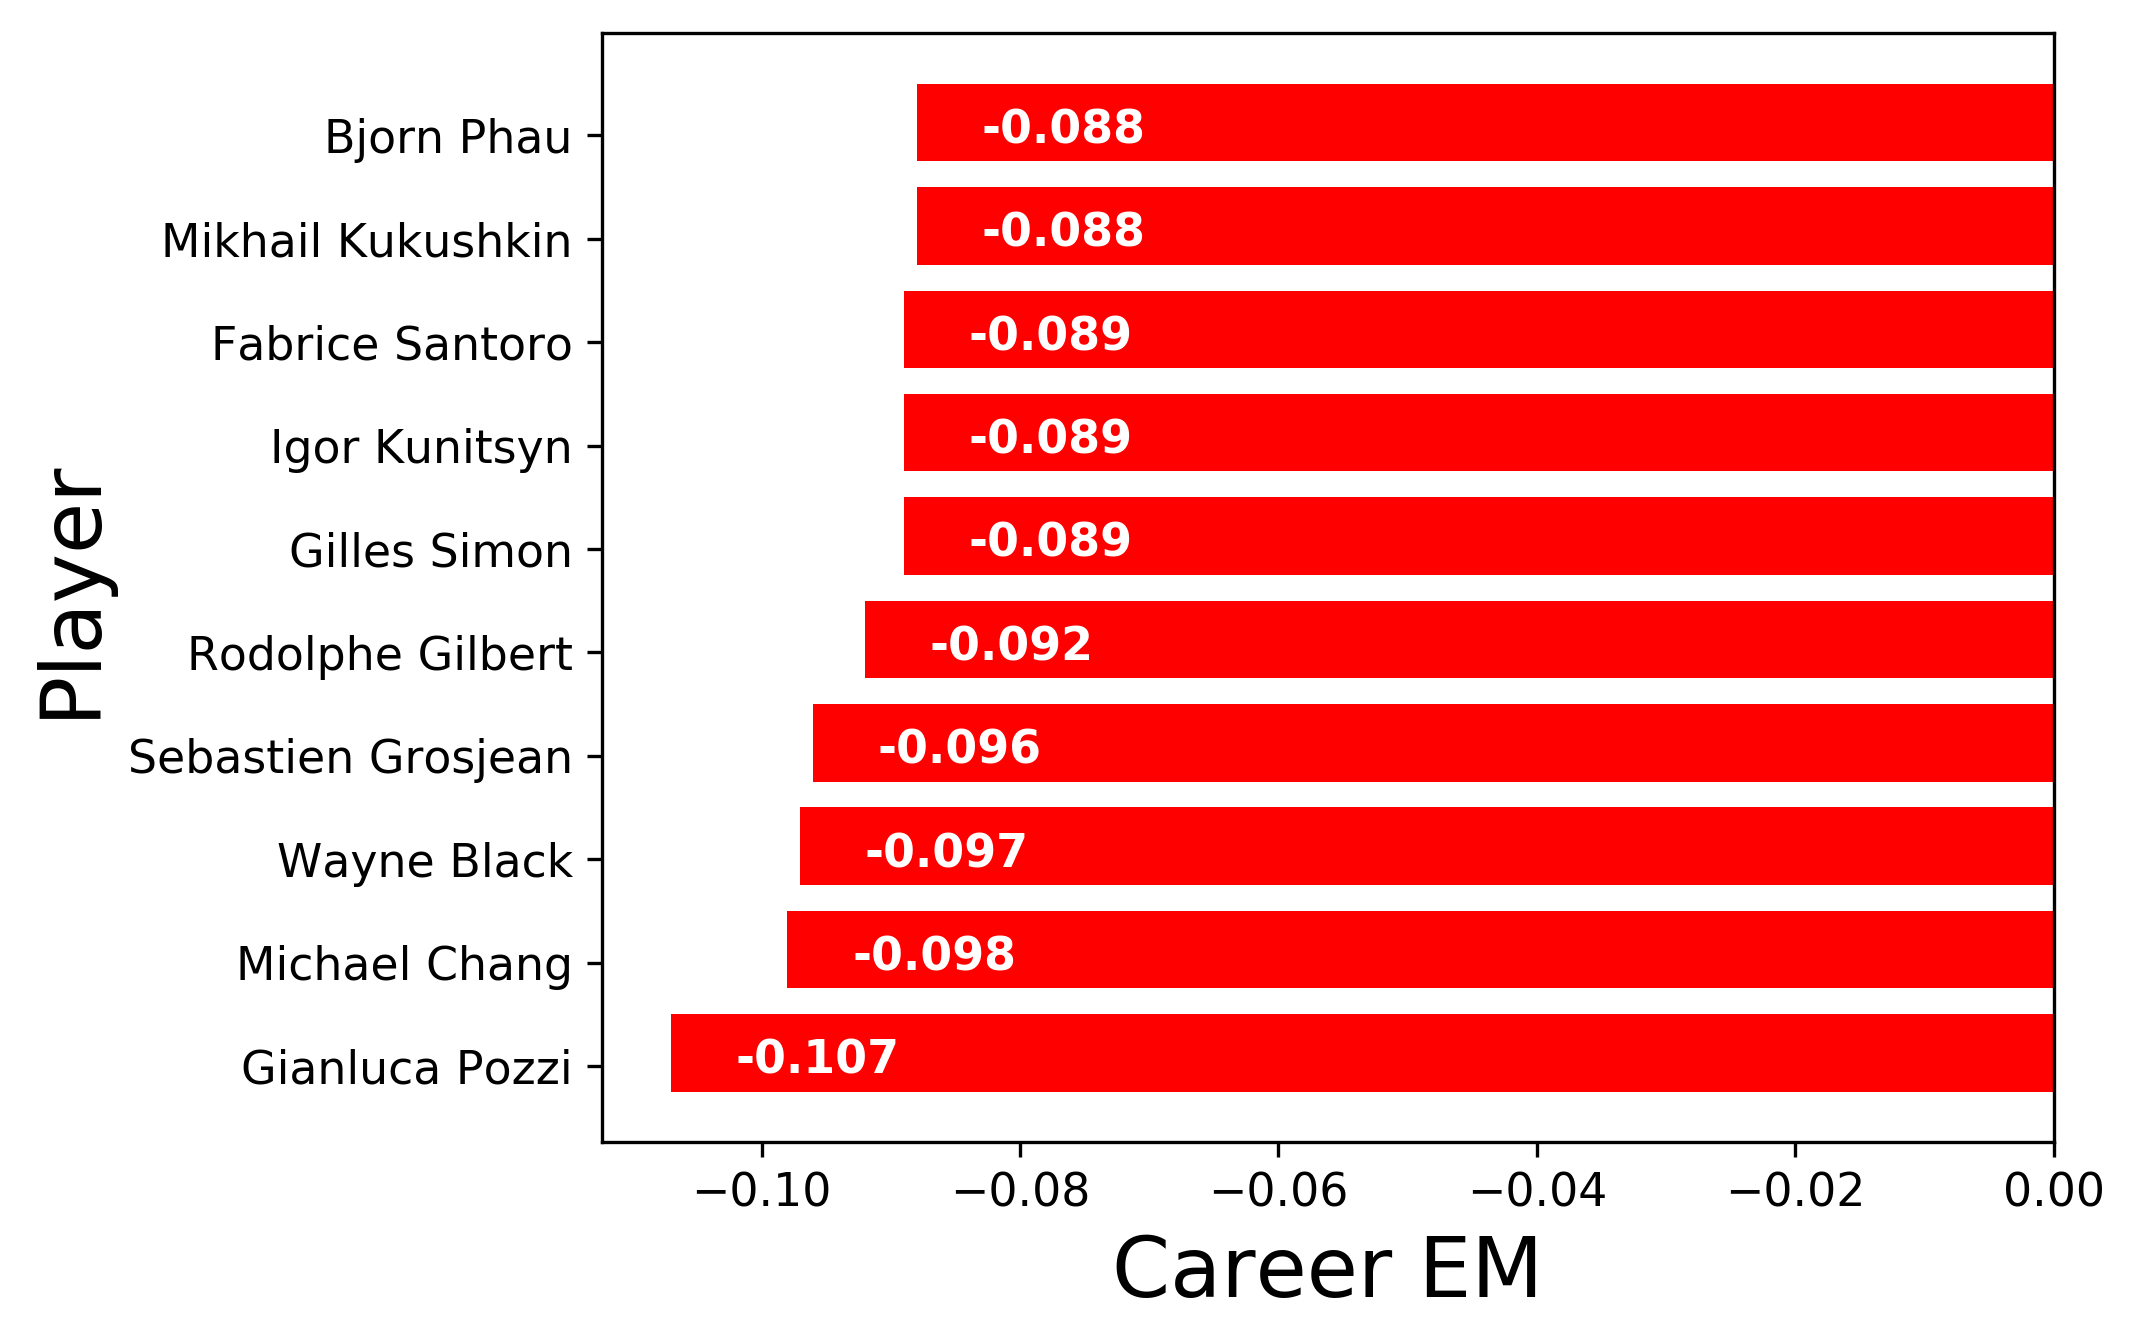 Player
Bjorn Phau -0.088
Mikhail Kukushkin -0.088
Fabrice Santoro -0.089
Igor Kunitsyn -0.089
Gilles Simon -0.089
Rodolphe Gilbert -0.092
Sebastien Grosjean -0.096
Wayne Black -0.097
Michael Chang -0.098
Gianluca Pozzi -0.107
−0.10 −0.08 −0.06 −0.04 −0.02 0.00
Career EM